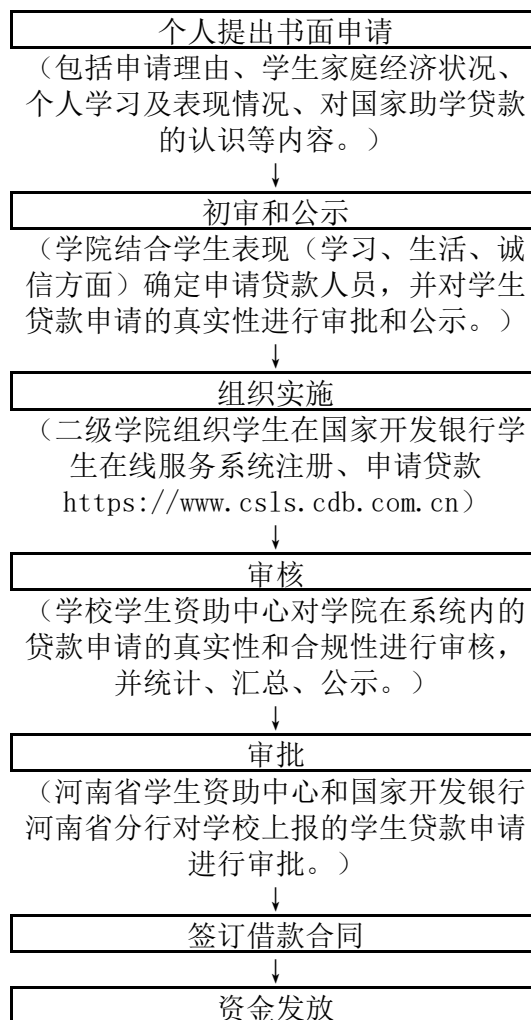 个人提出书面申请
（包括申请理由、学生家庭经济状况、
个人学习及表现情况、对国家助学贷款
的认识等内容。）
↓
初审和公示
（学院结合学生表现（学习、生活、诚
信方面）确定申请贷款人员，并对学生
贷款申请的真实性进行审批和公示。）
↓
组织实施
（二级学院组织学生在国家开发银行学
生在线服务系统注册、申请贷款
https://www.csls.cdb.com.cn）
↓
审核
（学校学生资助中心对学院在系统内的
贷款申请的真实性和合规性进行审核，
并统计、汇总、公示。）
↓
审批
（河南省学生资助中心和国家开发银行
河南省分行对学校上报的学生贷款申请
进行审批。）
↓
签订借款合同
↓
资金发放